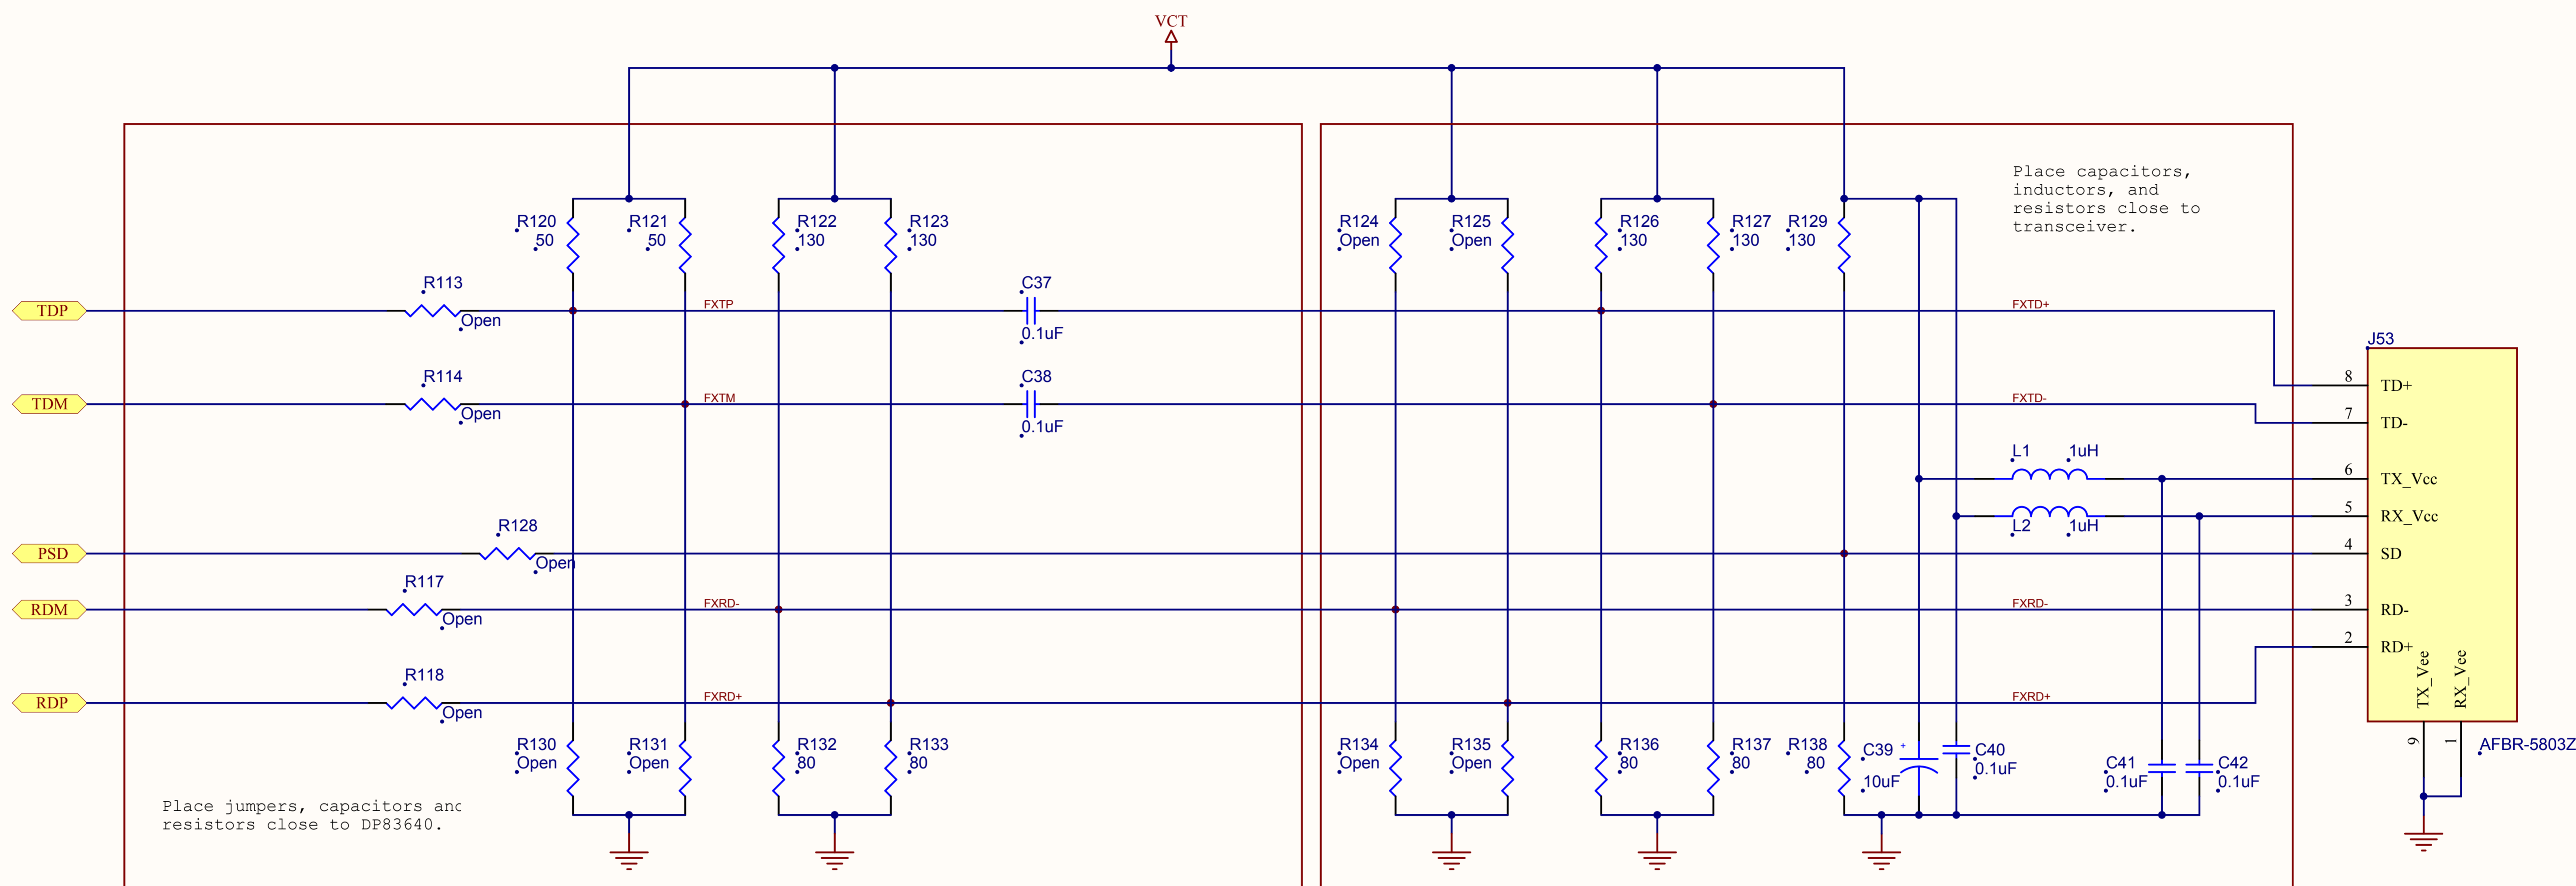 VCT
Place capacitors,
inductors, and
resistors close to
transceiver.
R120
50
R121
50
R122
130
R123
130
R124
Open
R125
Open
R126
130
R127
130
R129
130
R113
Open
C37
0.1uF
TDP
FXTP
FXTD+
R114
Open
C38
0.1uF
TDM
FXTM
FXTD-
J53
8
TD+
7
TD-
L1
1uH
6
TX_Vcc
L2
1uH
5
RX_Vcc
R128
Open
PSD
4
SD
R117
Open
RDM
FXRD-
FXRD-
3
RD-
2
RD+
R118
Open
RDP
FXRD+
FXRD+
TX_Vee
RX_Vee
9
1
AFBR-5803Z
R130
Open
R131
Open
R132
80
R133
80
R134
Open
R135
Open
R136
80
R137
80
R138
80
C39
+
10uF
C40
0.1uF
C41
0.1uF
C42
0.1uF
Place jumpers, capacitors and
resistors close to DP83640.